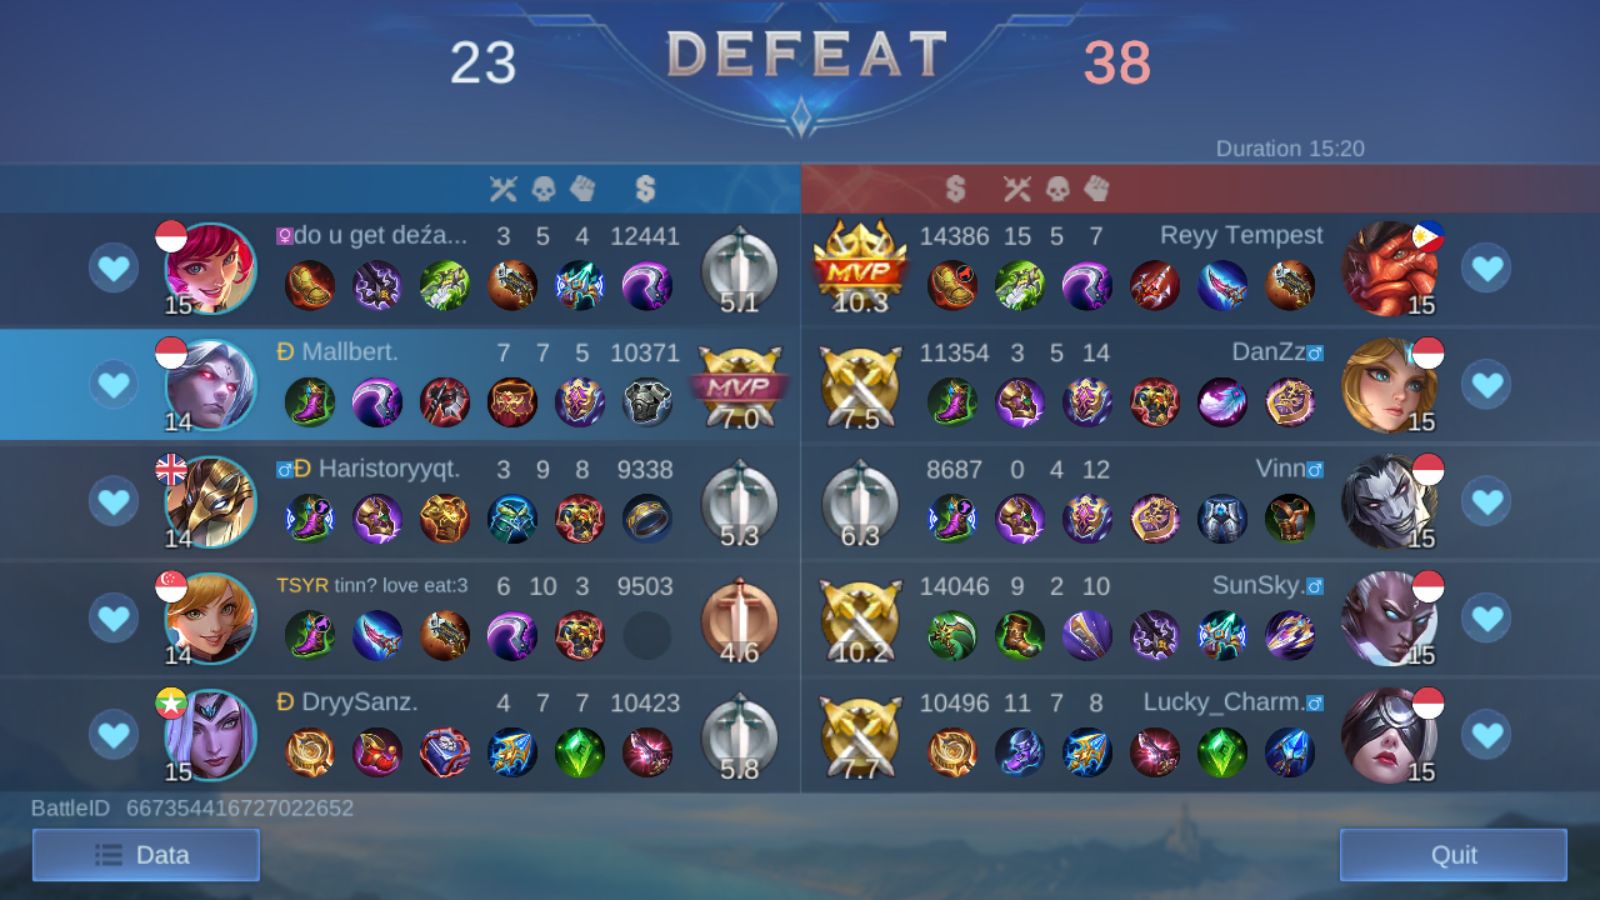 23 DEFEAT 38
Duration 15:20
do u get deźa... 3 5 4 12441
15 5.1
MVP 14386 15 5 7 Reyy Tempest
10.3 15
Đ Mallbert. 7 7 5 10371
MVP
14 7.0
11354 3 5 14 DanZz
7.5 15
Đ Haristoryyqt. 3 9 8 9338
14 5.3
8687 0 4 12 Vinn
6.3 15
TSYR tinn? love eat:3 6 10 3 9503
14 4.6
14046 9 2 10 SunSky.
10.2 15
Đ DryySanz. 4 7 7 10423
15 5.8
10496 11 7 8 Lucky_Charm.
7.7 15
BattleID 667354416727022652
Data
Quit